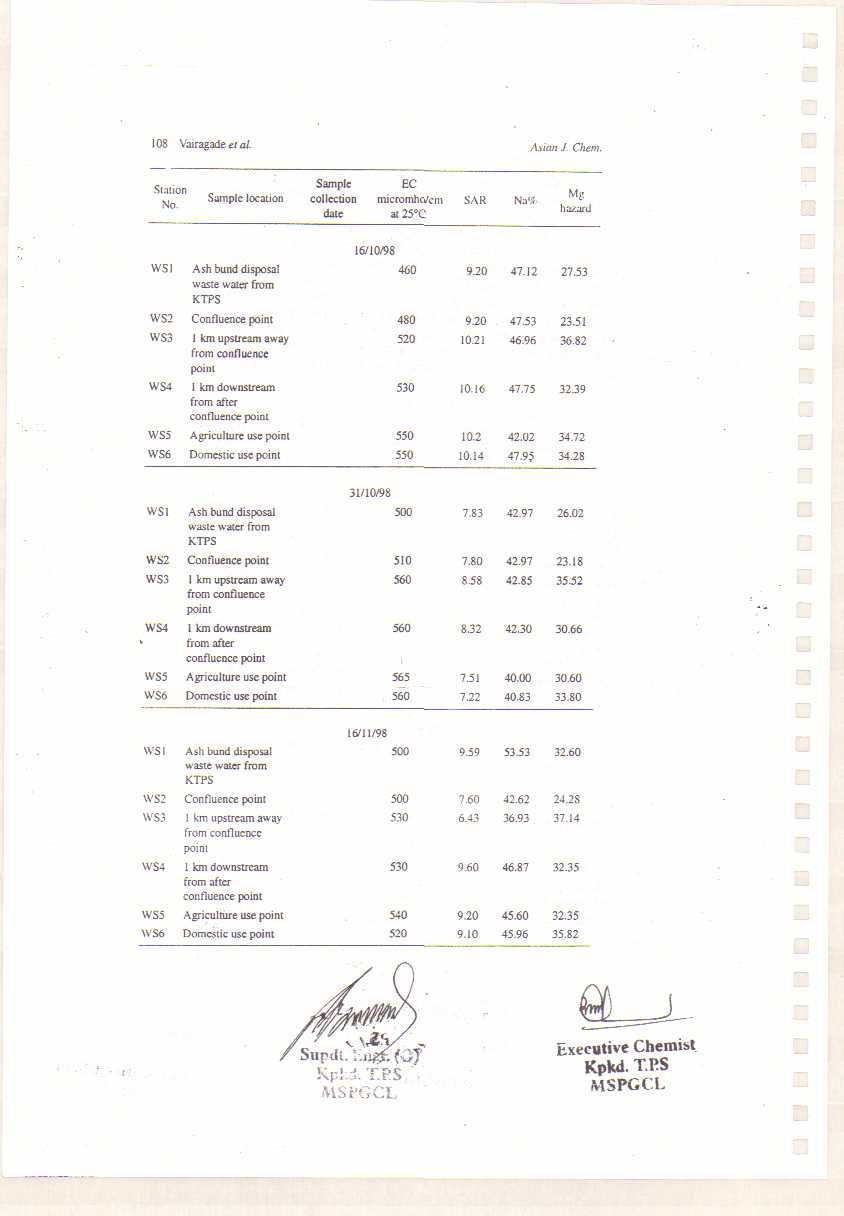 108 Vairagade et al. Asian J. Chem.
Station No. Sample location Sample collection date EC micromho/cm at 25°C SAR Na% Mg hazard
16/10/98
WS1 Ash bund disposal 460 9.20 47.12 27.53
waste water from
KTPS
WS2 Confluence point 480 9.20 47.53 23.51
WS3 1 km upstream away 520 10.21 46.96 36.82
from confluence
point
WS4 1 km downstream 530 10.16 47.75 32.39
from after
confluence point
WS5 Agriculture use point 550 10.2 42.02 34.72
WS6 Domestic use point 550 10.14 47.95 34.28
31/10/98
WS1 Ash bund disposal 500 7.83 42.97 26.02
waste water from
KTPS
WS2 Confluence point 510 7.80 42.97 23.18
WS3 1 km upstream away 560 8.58 42.85 35.52
from confluence
point
WS4 1 km downstream 560 8.32 42.30 30.66
from after
confluence point
WS5 Agriculture use point 565 7.51 40.00 30.60
WS6 Domestic use point 560 7.22 40.83 33.80
16/11/98
WS1 Ash bund disposal 500 9.59 53.53 32.60
waste water from
KTPS
WS2 Confluence point 500 7.60 42.62 24.28
WS3 1 km upstream away 530 6.43 36.93 37.14
from confluence
point
WS4 1 km downstream 530 9.60 46.87 32.35
from after
confluence point
WS5 Agriculture use point 540 9.20 45.60 32.35
WS6 Domestic use point 520 9.10 45.96 35.82
Supdt. Engr.
Kpkd. T.P.S
MSPGCL
Executive Chemist
Kpkd. T.P.S
MSPGCL